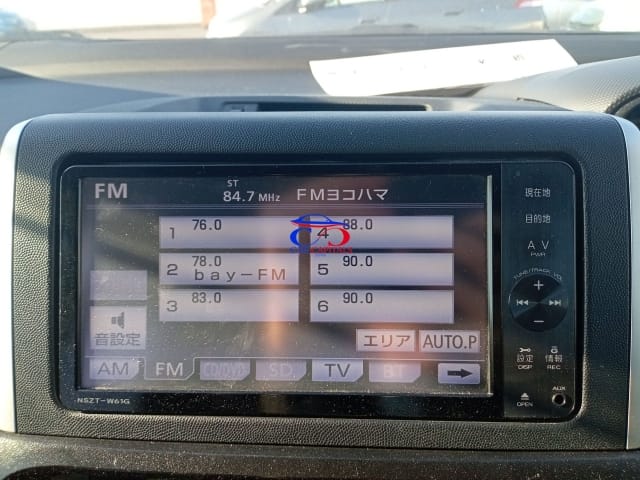 FM
ST
84.7 MHz FMヨコハマ
1 76.0
4 88.0
2 78.0
bay-FM
5 90.0
3 83.0
6 90.0
音設定
エリア AUTO.P
AM FM CD/DVD SD TV BT
NSZT-W61G
現在地
目的地
AV
PWR
TUNE/TRACK VOL
+
-
設定 情報
DISP REC
AUX
OPEN